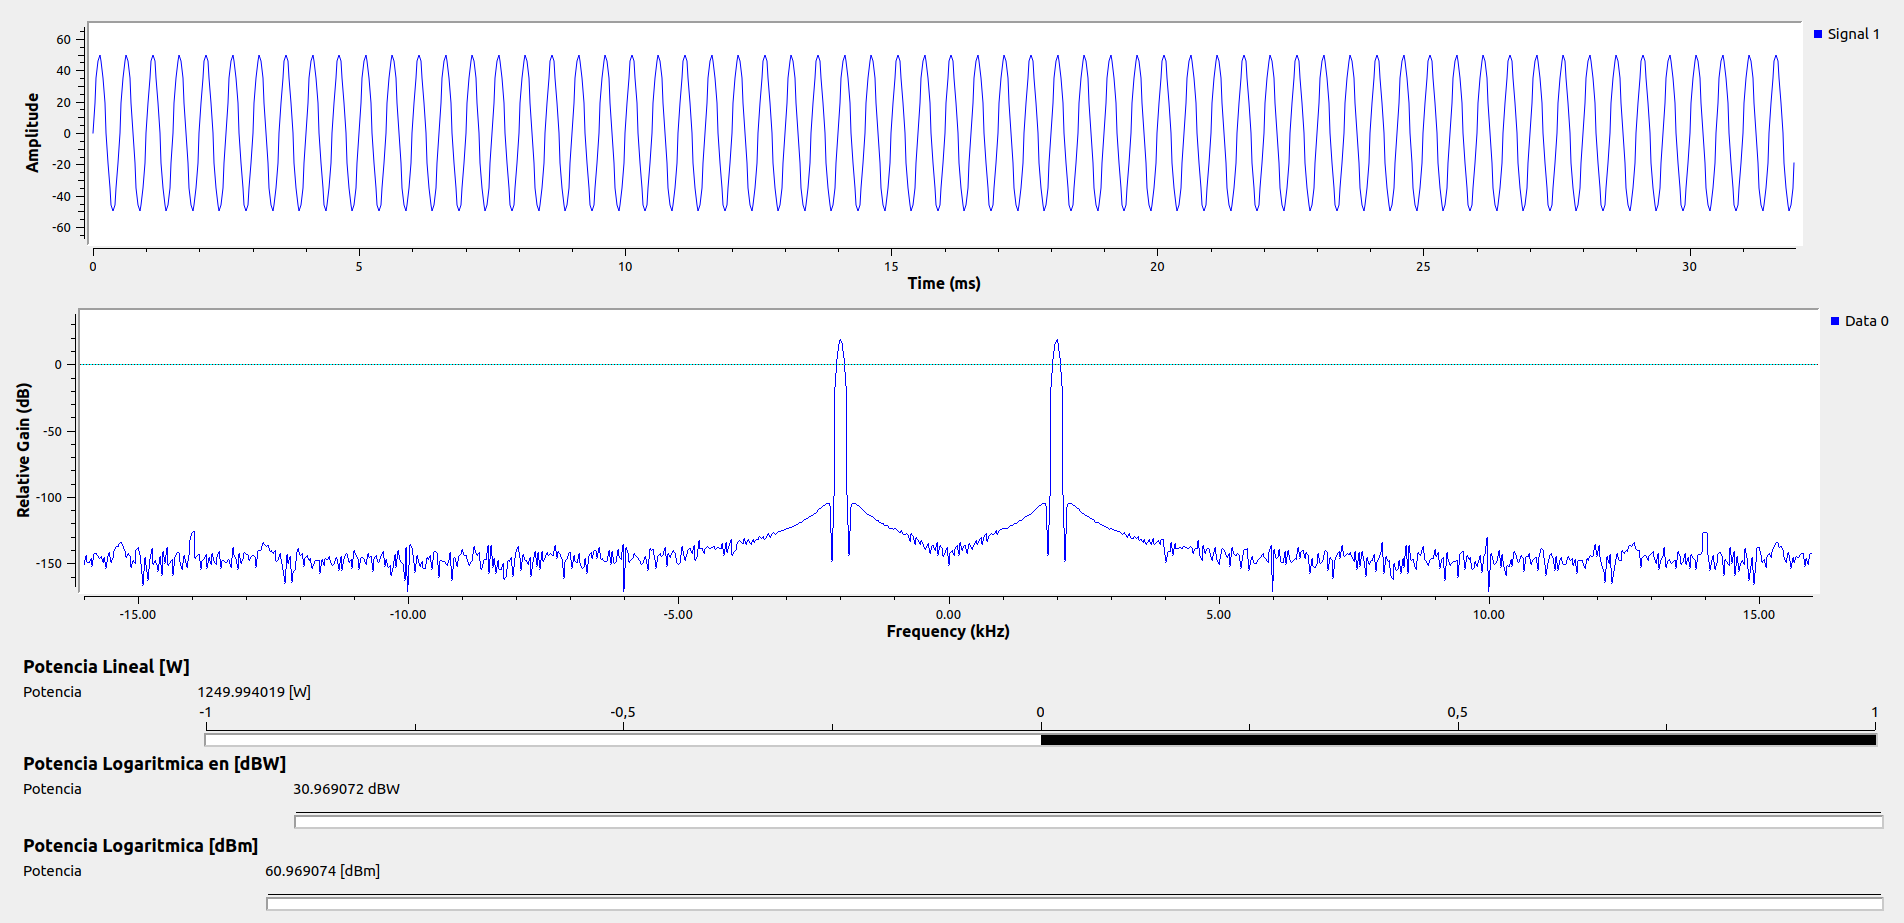 60
40
20
0
-20
-40
-60
Amplitude
Signal 1
0 5 10 15 20 25 30
Time (ms)
0
-50
-100
-150
Relative Gain (dB)
Data 0
-15.00 -10.00 -5.00 0.00 5.00 10.00 15.00
Frequency (kHz)
Potencia Lineal [W]
Potencia 1249.994019 [W]
-1 -0,5 0 0,5 1
Potencia Logaritmica en [dBW]
Potencia 30.969072 dBW
Potencia Logaritmica [dBm]
Potencia 60.969074 [dBm]